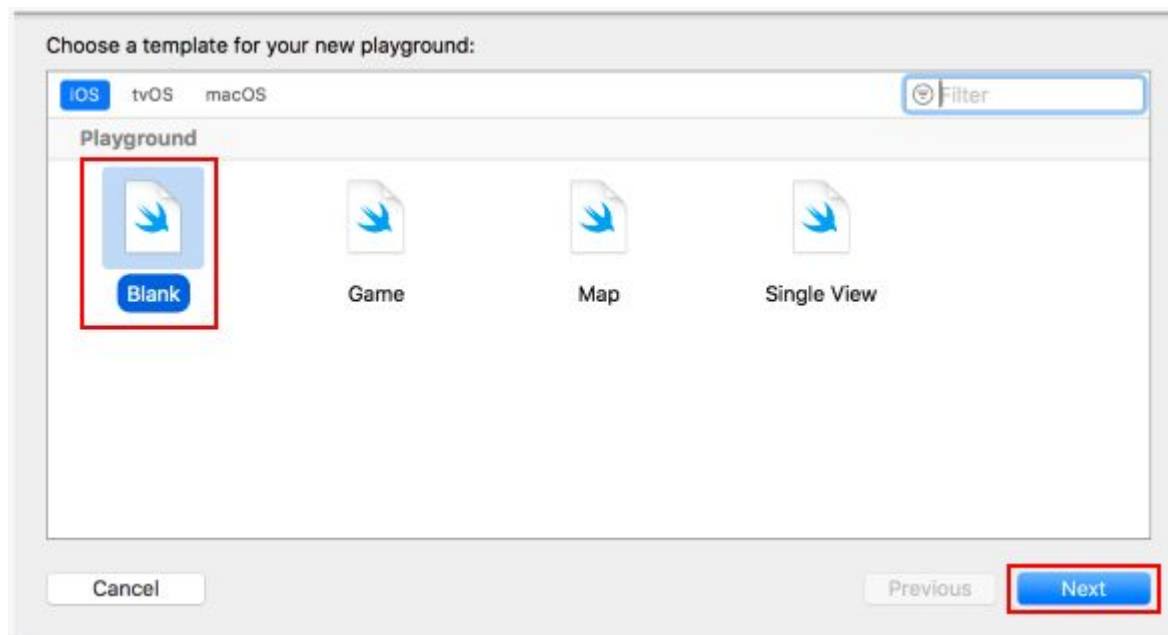 Choose a template for your new playground:
iOS tvOS macOS Filter
Playground
Blank Game Map Single View
Cancel Previous Next